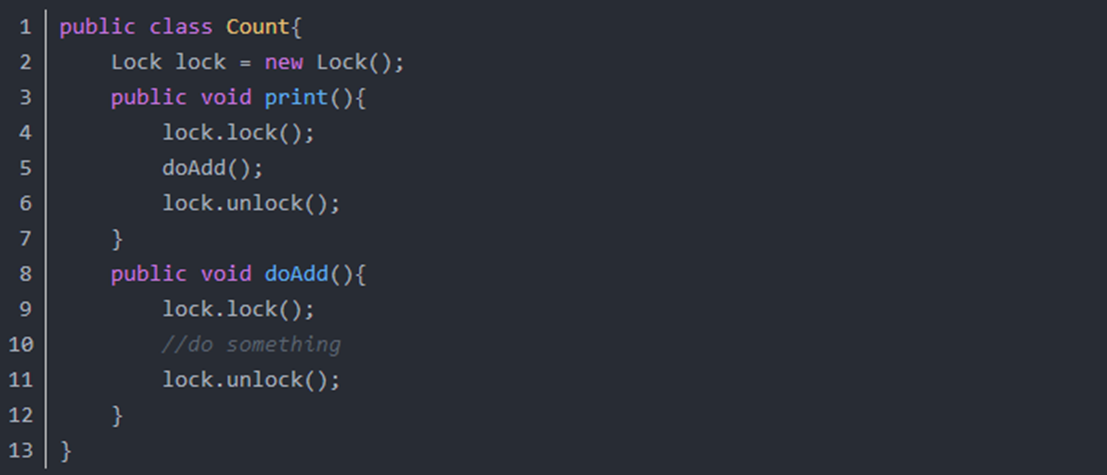 1 public class Count{
2     Lock lock = new Lock();
3     public void print(){
4         lock.lock();
5         doAdd();
6         lock.unlock();
7     }
8     public void doAdd(){
9         lock.lock();
10         //do something
11         lock.unlock();
12     }
13 }